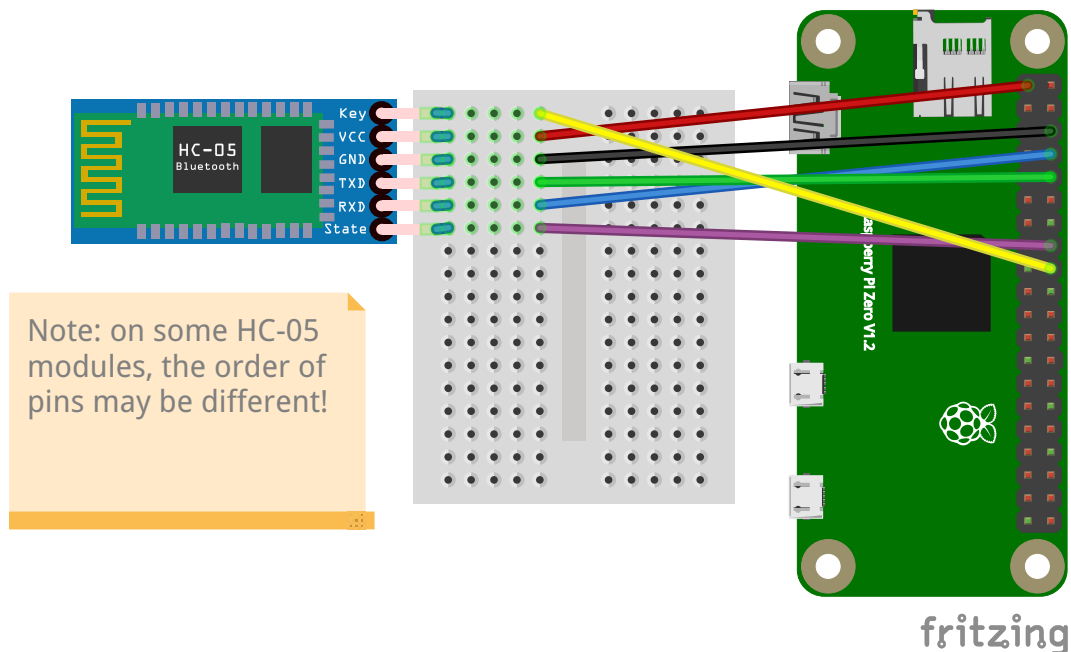 Key
VCC
HC-05
Bluetooth
GND
TXD
RXD
State
Note: on some HC-05
modules, the order of
pins may be different!
aspberry Pi Zero V1.2
fritzing